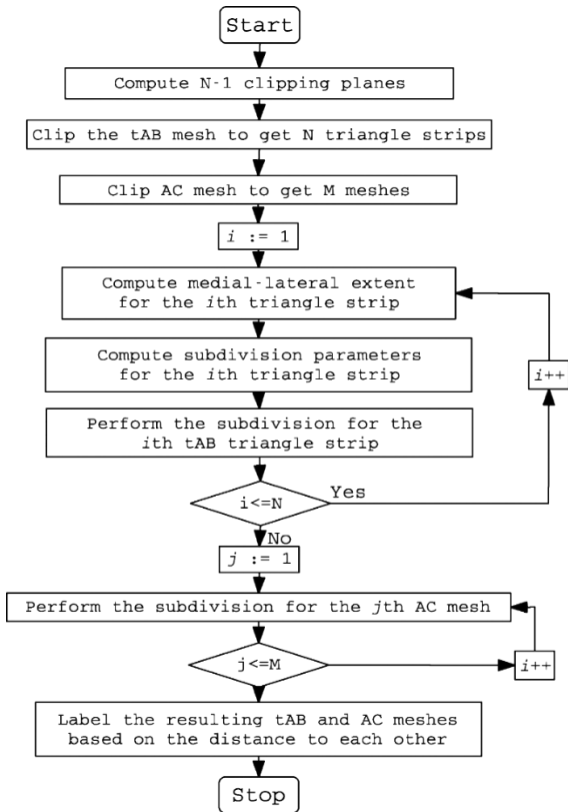 Start
Compute N-1 clipping planes
Clip the tAB mesh to get N triangle strips
Clip AC mesh to get M meshes
i := 1
Compute medial-lateral extent
for the ith triangle strip
Compute subdivision parameters
for the ith triangle strip
i++
Perform the subdivision for the
ith tAB triangle strip
i<=N
Yes
No
j := 1
Perform the subdivision for the jth AC mesh
j<=M
i++
Label the resulting tAB and AC meshes
based on the distance to each other
Stop